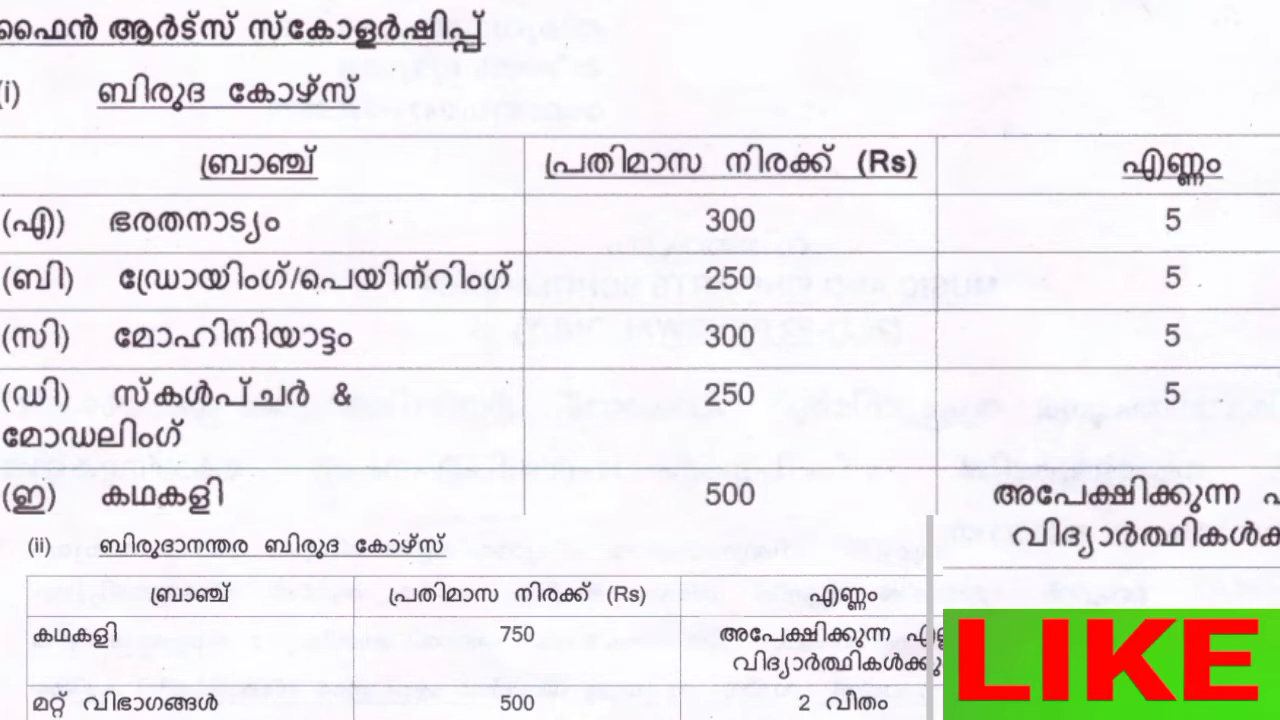 ഫൈൻ ആർട്സ് സ്കോളർഷിപ്പ്
(i) ബിരുദ കോഴ്സ്
ബ്രാഞ്ച് പ്രതിമാസ നിരക്ക് (Rs) എണ്ണം
(എ) ഭരതനാട്യം 300 5
(ബി) ഡ്രോയിംഗ്/പെയിന്റിംഗ് 250 5
(സി) മോഹിനിയാട്ടം 300 5
(ഡി) സ്കൾപ്ചർ & 250 5
മോഡലിംഗ്
(ഇ) കഥകളി 500 അപേക്ഷിക്കുന്ന
വിദ്യാർത്ഥികൾക്ക
(ii) ബിരുദാനന്തര ബിരുദ കോഴ്സ്
ബ്രാഞ്ച് പ്രതിമാസ നിരക്ക് (Rs) എണ്ണം
കഥകളി 750 അപേക്ഷിക്കുന്ന
വിദ്യാർത്ഥികൾക്കു
മറ്റ് വിഭാഗങ്ങൾ 500 2 വീതം
LIKE